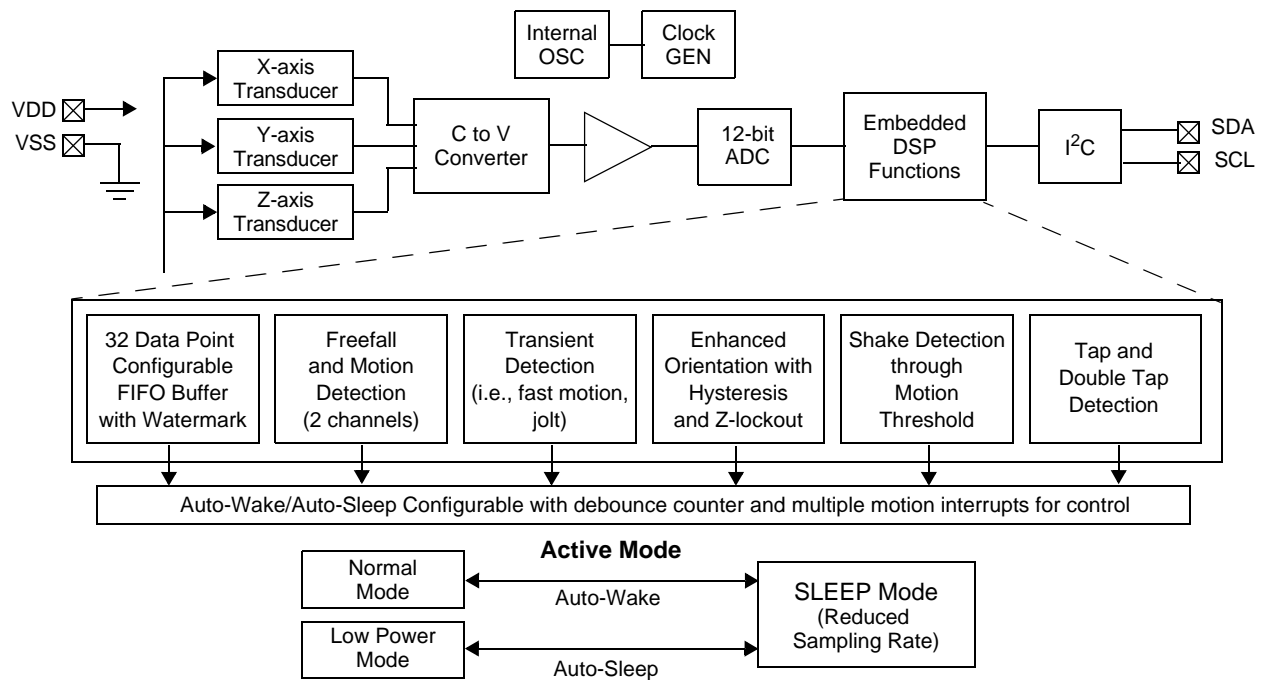 Internal
OSC
Clock
GEN
X-axis
Transducer
VDD
VSS
Y-axis
Transducer
Z-axis
Transducer
C to V
Converter
12-bit
ADC
Embedded
DSP
Functions
I²C
SDA
SCL
32 Data Point
Configurable
FIFO Buffer
with Watermark
Freefall
and Motion
Detection
(2 channels)
Transient
Detection
(i.e., fast motion,
jolt)
Enhanced
Orientation with
Hysteresis
and Z-lockout
Shake Detection
through
Motion
Threshold
Tap and
Double Tap
Detection
Auto-Wake/Auto-Sleep Configurable with debounce counter and multiple motion interrupts for control
Active Mode
Normal
Mode
Auto-Wake
Low Power
Mode
Auto-Sleep
SLEEP Mode
(Reduced
Sampling Rate)